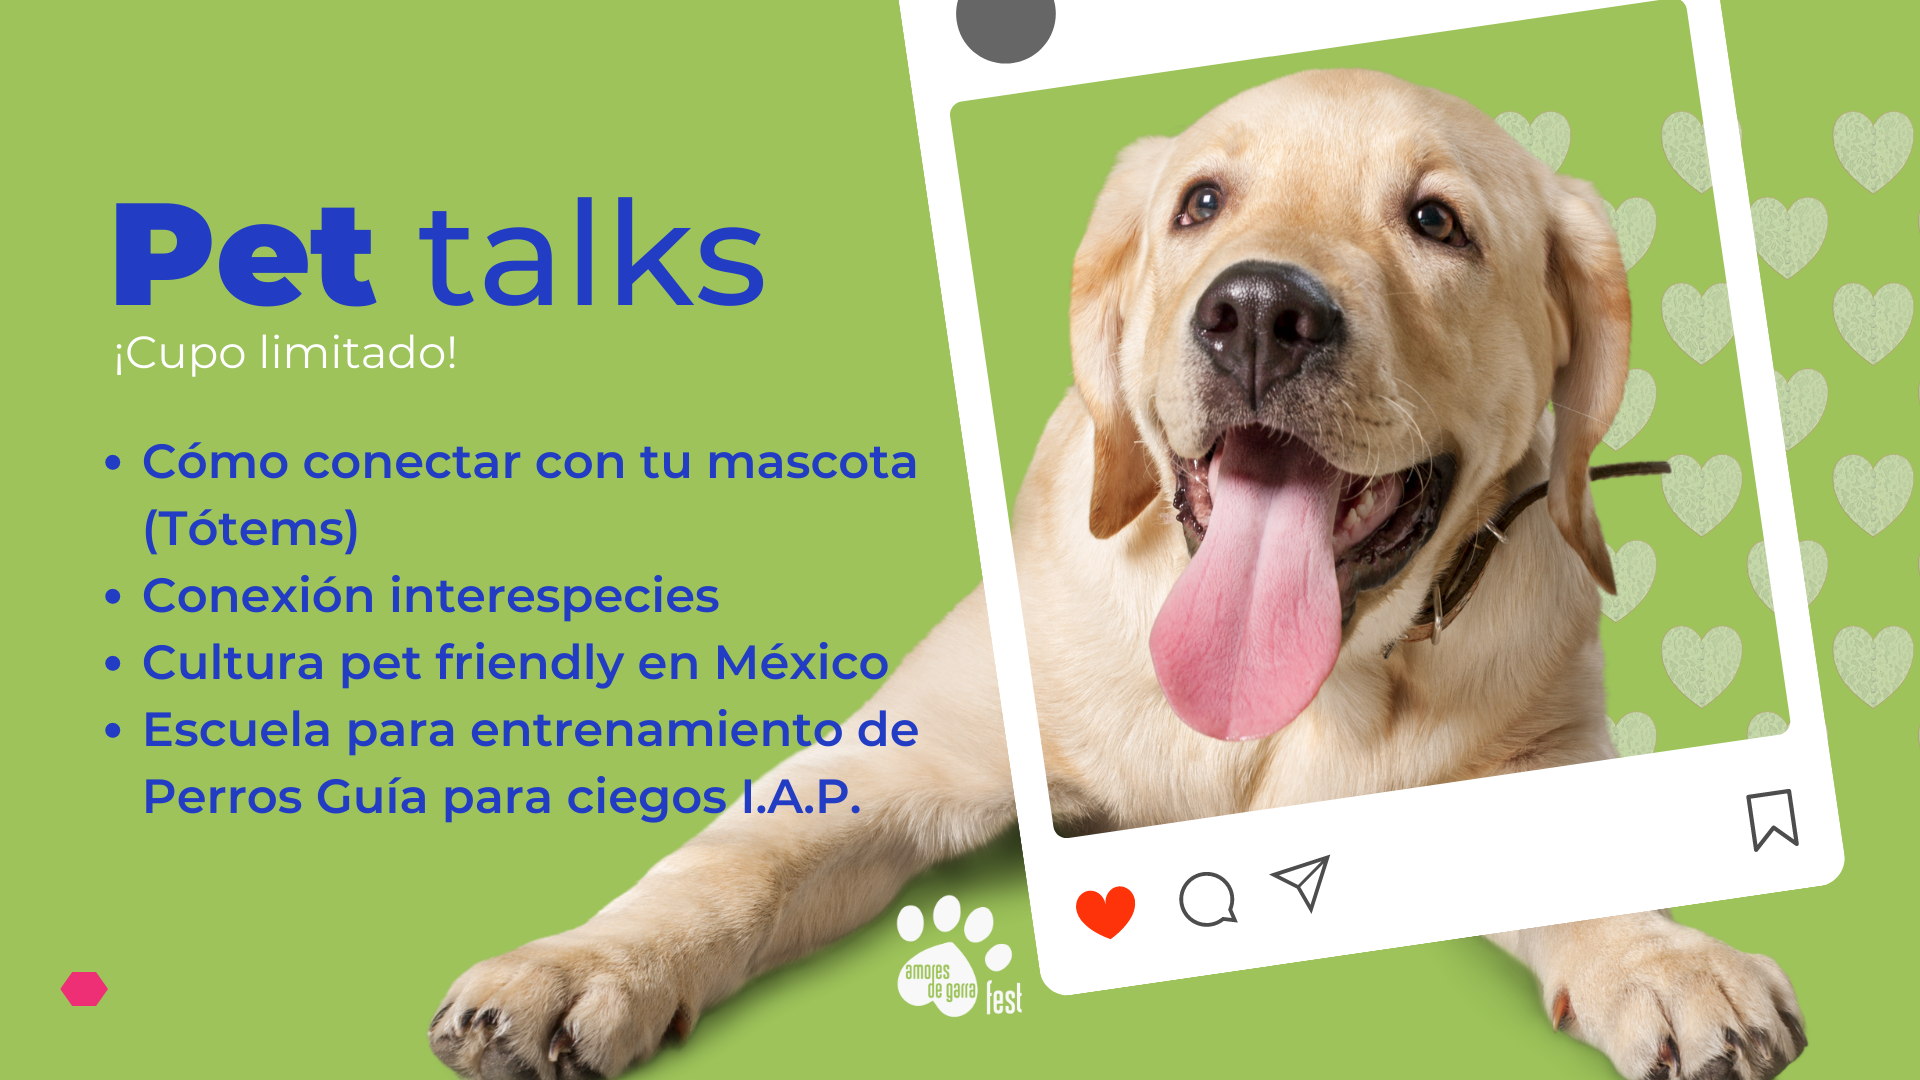 Pet talks
¡Cupo limitado!
• Cómo conectar con tu mascota
(Tótems)
• Conexión interespecies
• Cultura pet friendly en México
• Escuela para entrenamiento de
Perros Guía para ciegos I.A.P.
amores
de garra
fest